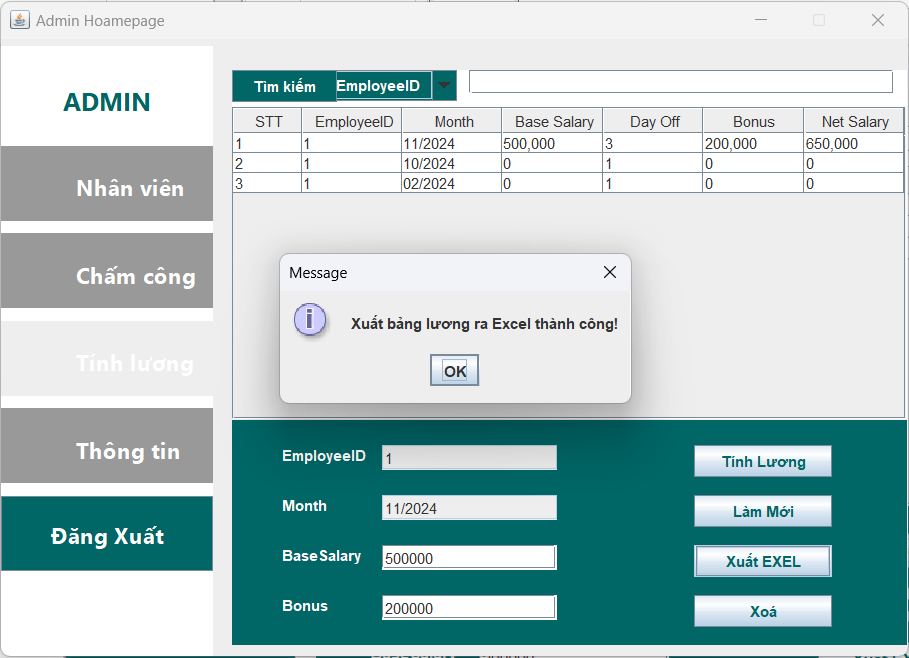 Admin Hoamepage
ADMIN
Nhân viên
Chấm công
Tính lương
Thông tin
Đăng Xuất
Tìm kiếm EmployeeID
STT EmployeeID Month Base Salary Day Off Bonus Net Salary
1 1 11/2024 500,000 3 200,000 650,000
2 1 10/2024 0 1 0 0
3 1 02/2024 0 1 0 0
Message
Xuất bảng lương ra Excel thành công!
OK
EmployeeID 1
Month 11/2024
BaseSalary 500000
Bonus 200000
Tính Lương
Làm Mới
Xuất EXEL
Xoá